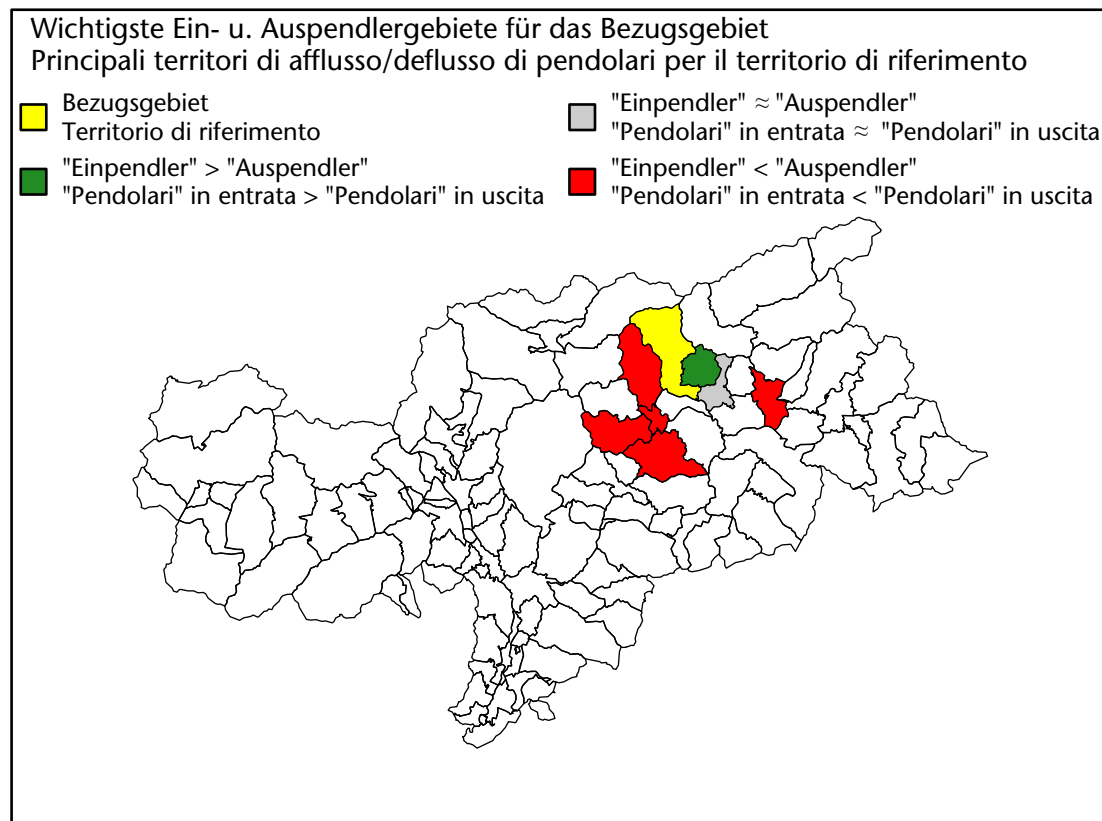 Wichtigste Ein- u. Auspendlergebiete für das Bezugsgebiet
Principali territori di afflusso/deflusso di pendolari per il territorio di riferimento
Bezugsgebiet
Territorio di riferimento
"Einpendler" > "Auspendler"
"Pendolari" in entrata > "Pendolari" in uscita
"Einpendler" ≈ "Auspendler"
"Pendolari" in entrata ≈ "Pendolari" in uscita
"Einpendler" < "Auspendler"
"Pendolari" in entrata < "Pendolari" in uscita